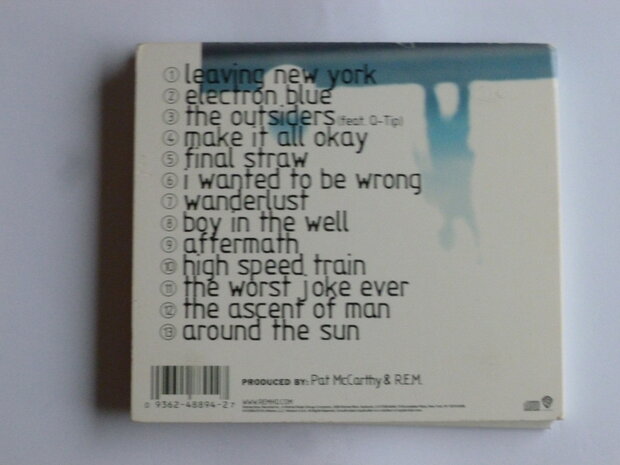 1 leaving new york
2 electron blue
3 the outsiders (feat. Q-Tip)
4 make it all okay
5 final straw
6 i wanted to be wrong
7 wanderlust
8 boy in the well
9 aftermath
10 high speed train
11 the worst joke ever
12 the ascent of man
13 around the sun
PRODUCED BY: Pat McCarthy & R.E.M.
WWW.REMHQ.COM
0 9362-48894-2 7